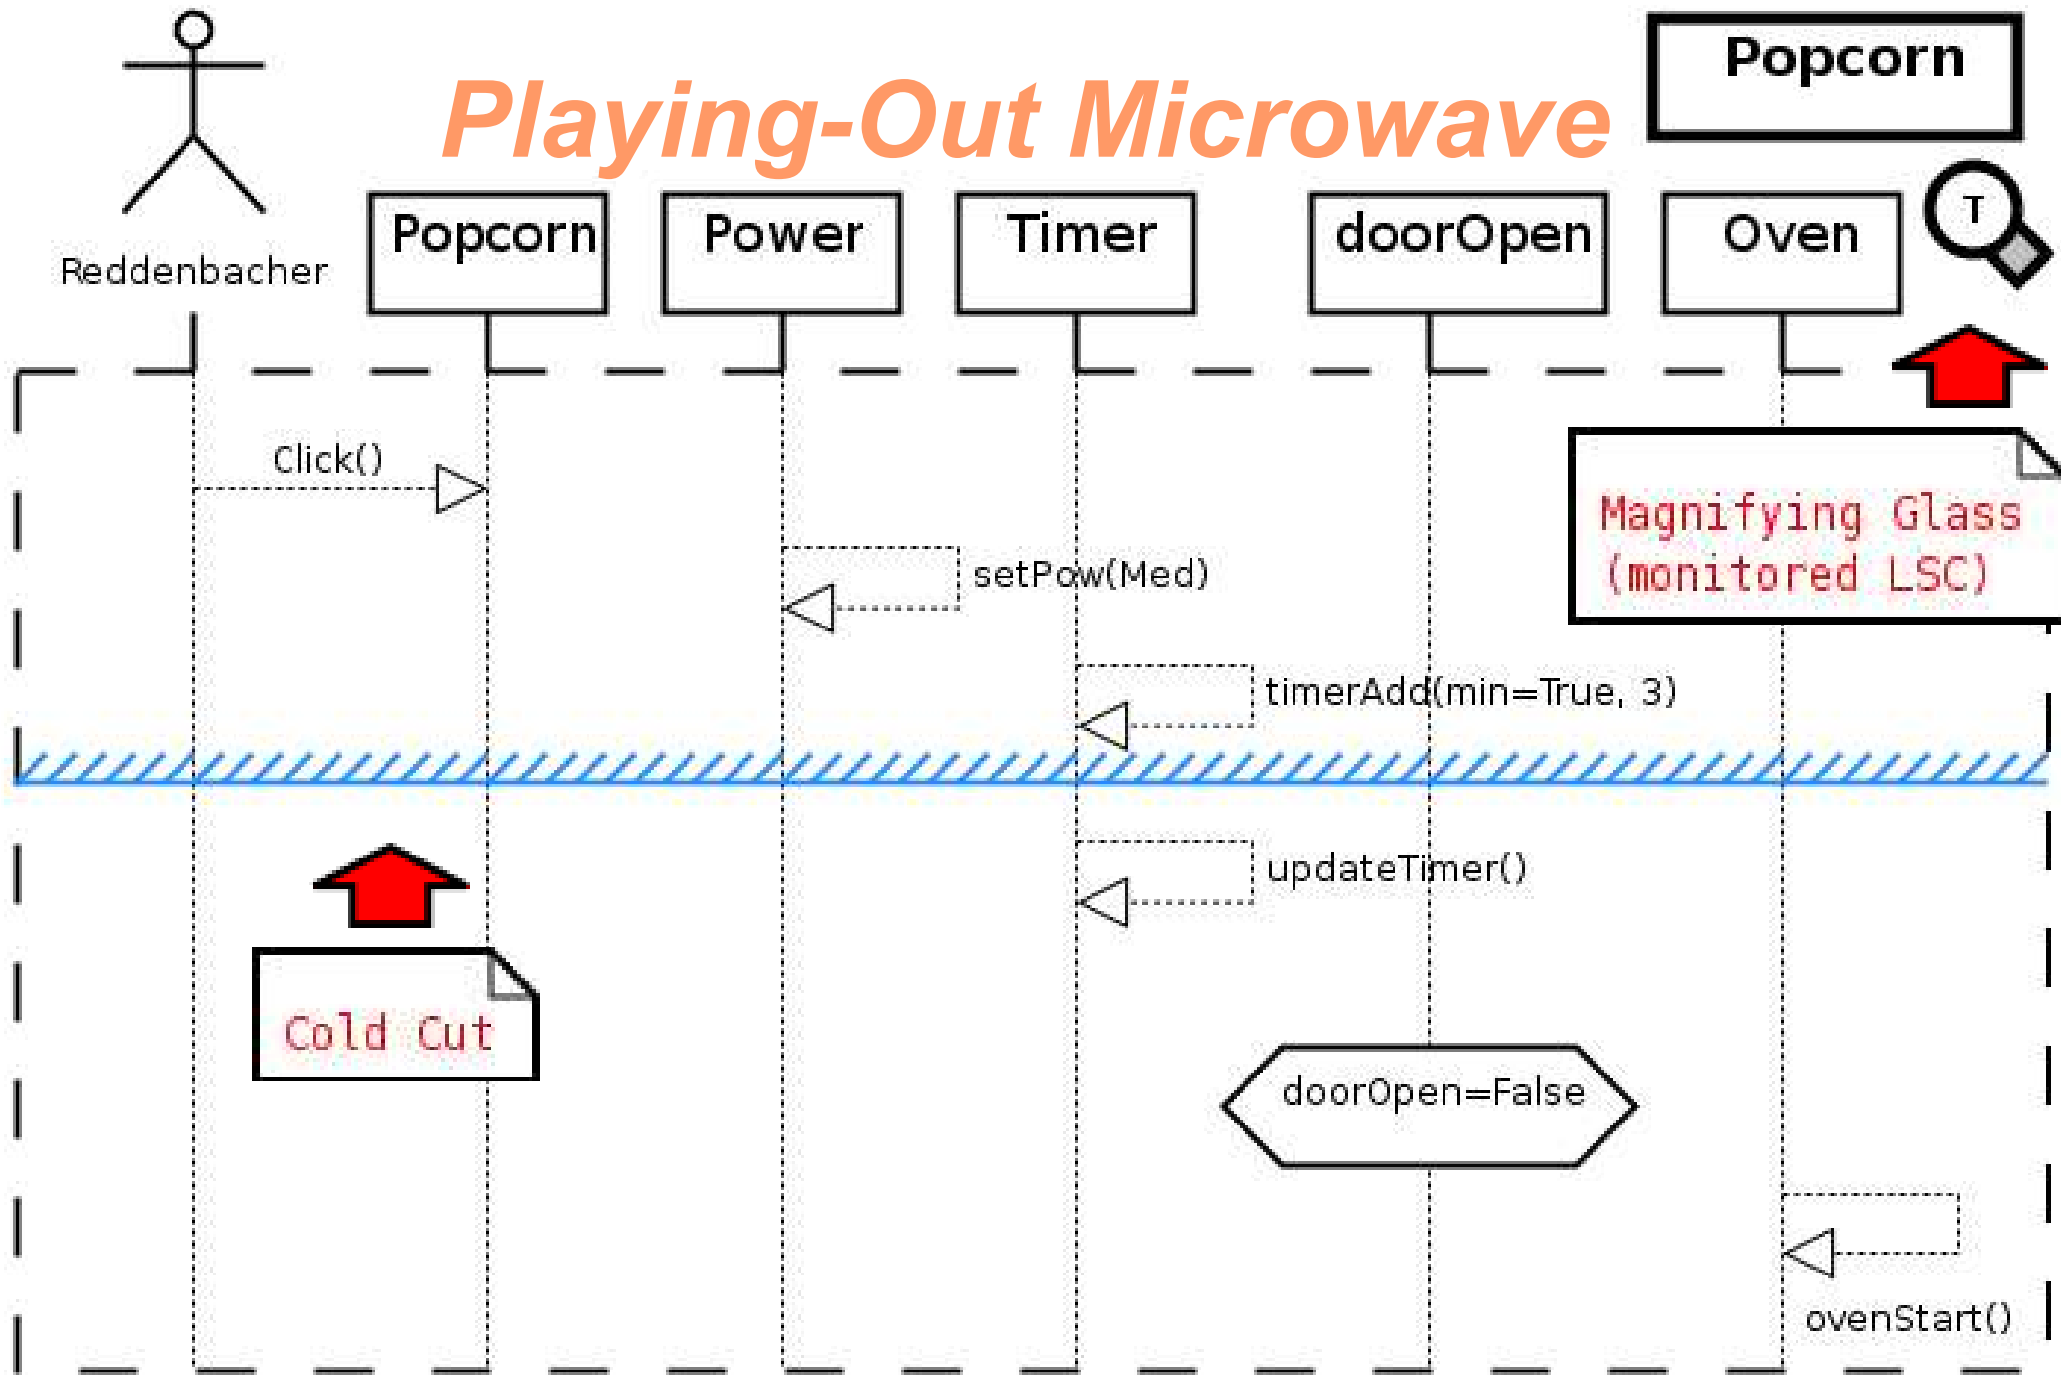 Playing-Out Microwave
Popcorn
T
Reddenbacher
Popcorn
Power
Timer
doorOpen
Oven
Click()
Magnifying Glass
(monitored LSC)
setPow(Med)
timerAdd(min=True, 3)
updateTimer()
Cold Cut
doorOpen=False
ovenStart()